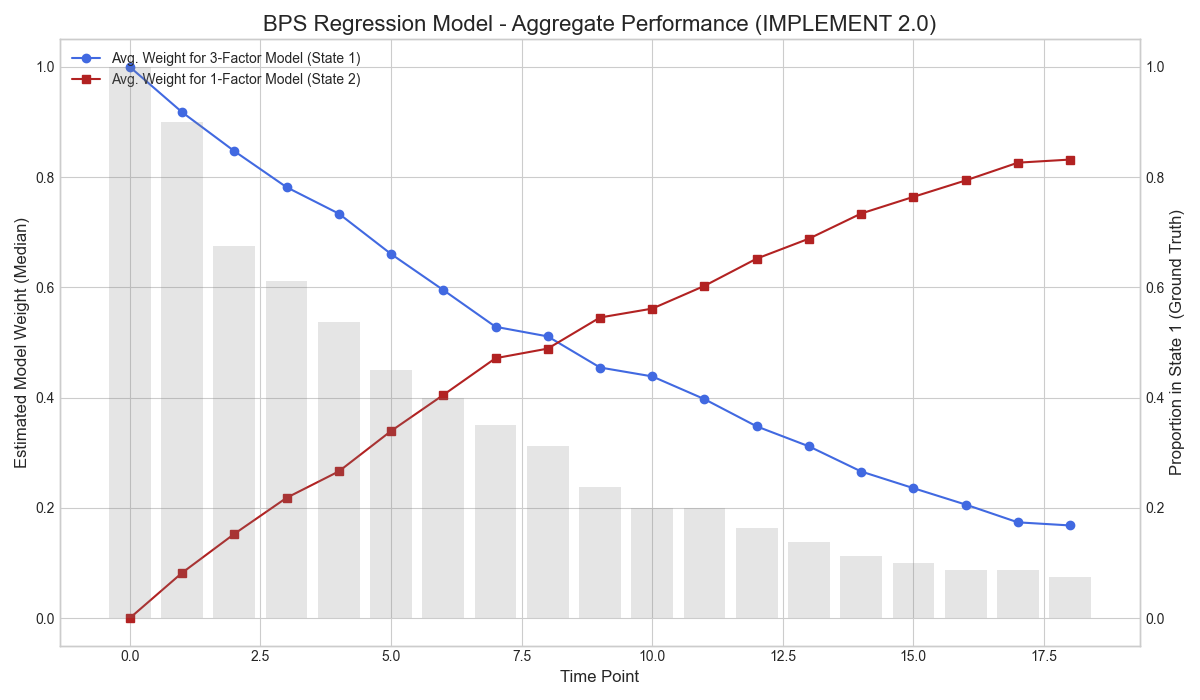 BPS Regression Model - Aggregate Performance (IMPLEMENT 2.0)
Avg. Weight for 3-Factor Model (State 1)
Avg. Weight for 1-Factor Model (State 2)
Estimated Model Weight (Median)
1.0
0.8
0.6
0.4
0.2
0.0
1.0
0.8
0.6
0.4
0.2
0.0
Proportion in State 1 (Ground Truth)
0.0 2.5 5.0 7.5 10.0 12.5 15.0 17.5
Time Point